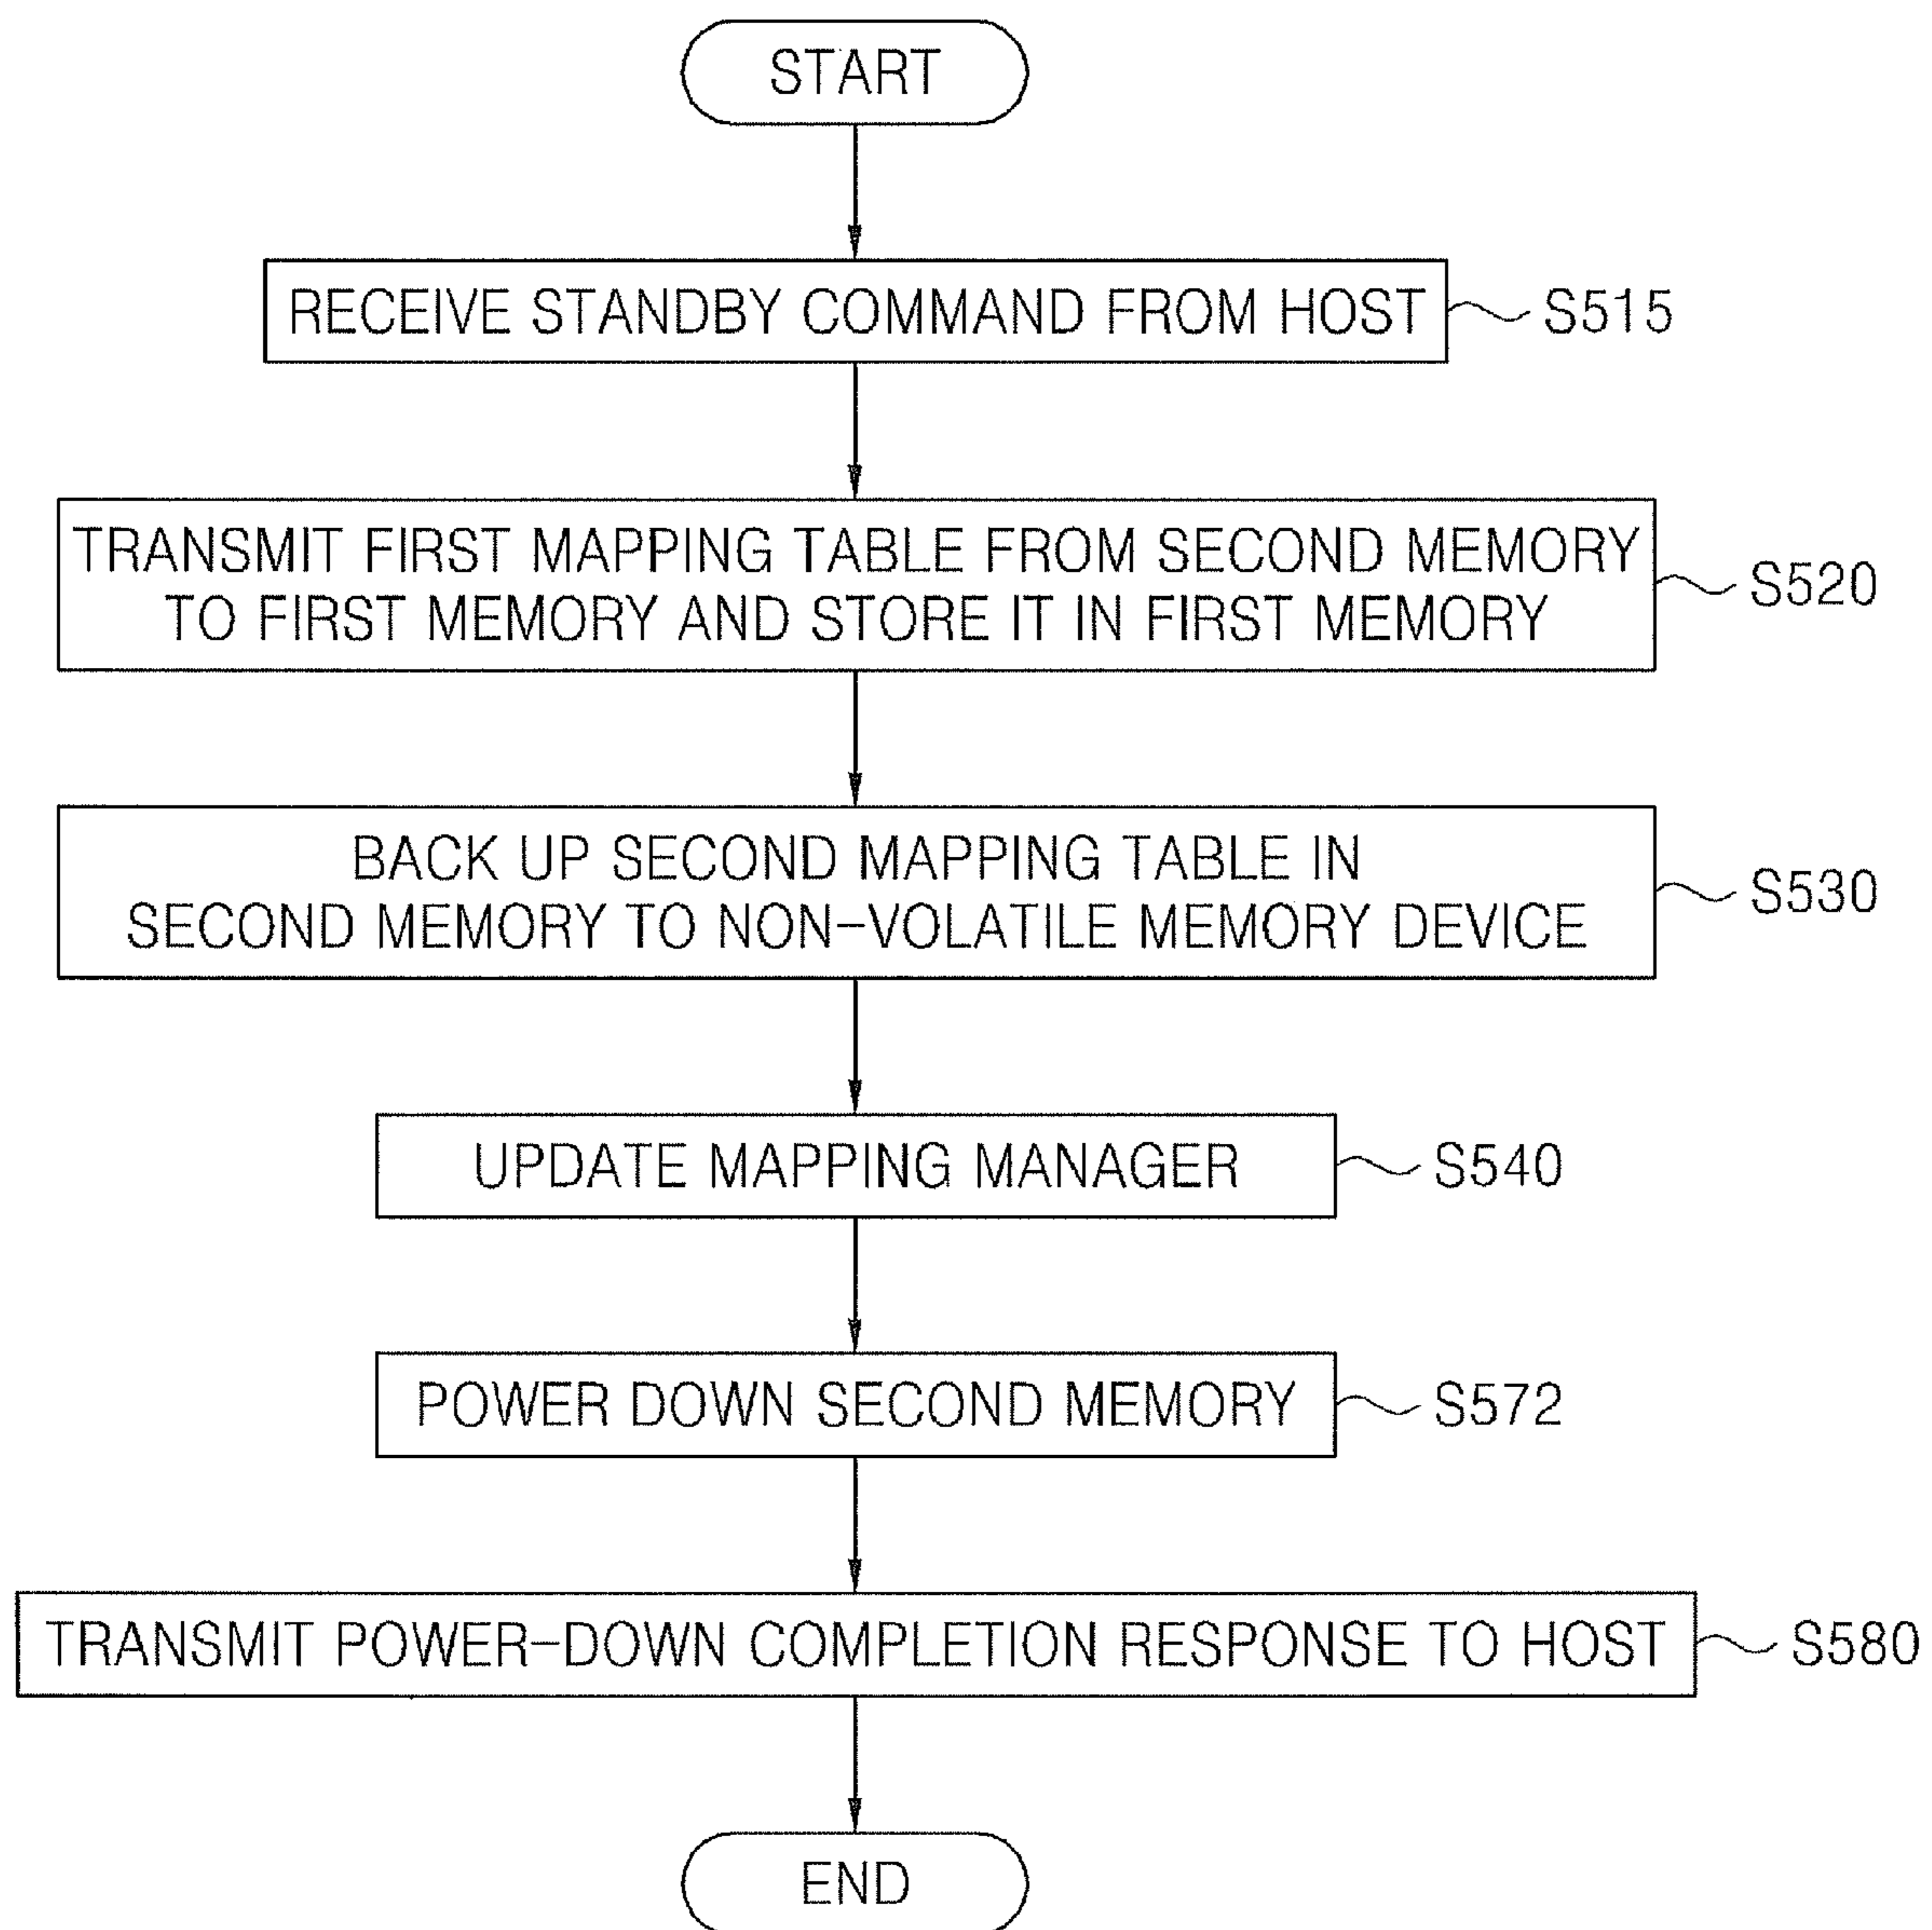 START
RECEIVE STANDBY COMMAND FROM HOST
S515
TRANSMIT FIRST MAPPING TABLE FROM SECOND MEMORY
TO FIRST MEMORY AND STORE IT IN FIRST MEMORY
S520
BACK UP SECOND MAPPING TABLE IN
SECOND MEMORY TO NON-VOLATILE MEMORY DEVICE
S530
UPDATE MAPPING MANAGER
S540
POWER DOWN SECOND MEMORY
S572
TRANSMIT POWER-DOWN COMPLETION RESPONSE TO HOST
S580
END